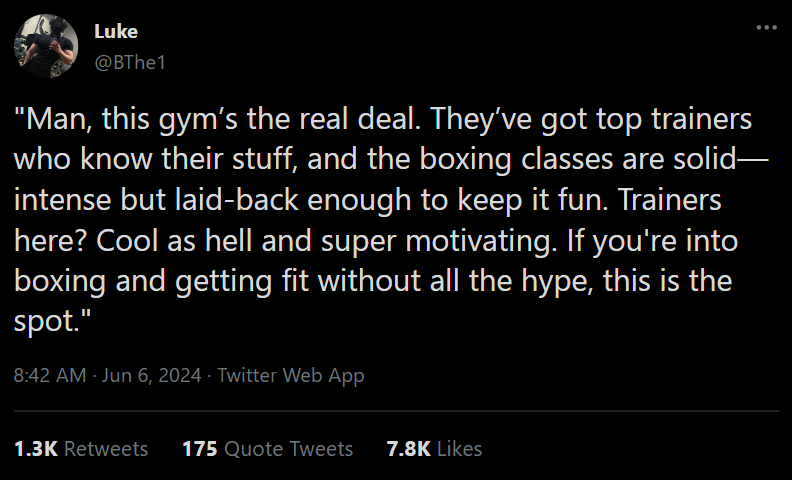 Luke
@BThe1
"Man, this gym’s the real deal. They’ve got top trainers
who know their stuff, and the boxing classes are solid—
intense but laid-back enough to keep it fun. Trainers
here? Cool as hell and super motivating. If you're into
boxing and getting fit without all the hype, this is the
spot."
8:42 AM · Jun 6, 2024 · Twitter Web App
1.3K Retweets 175 Quote Tweets 7.8K Likes